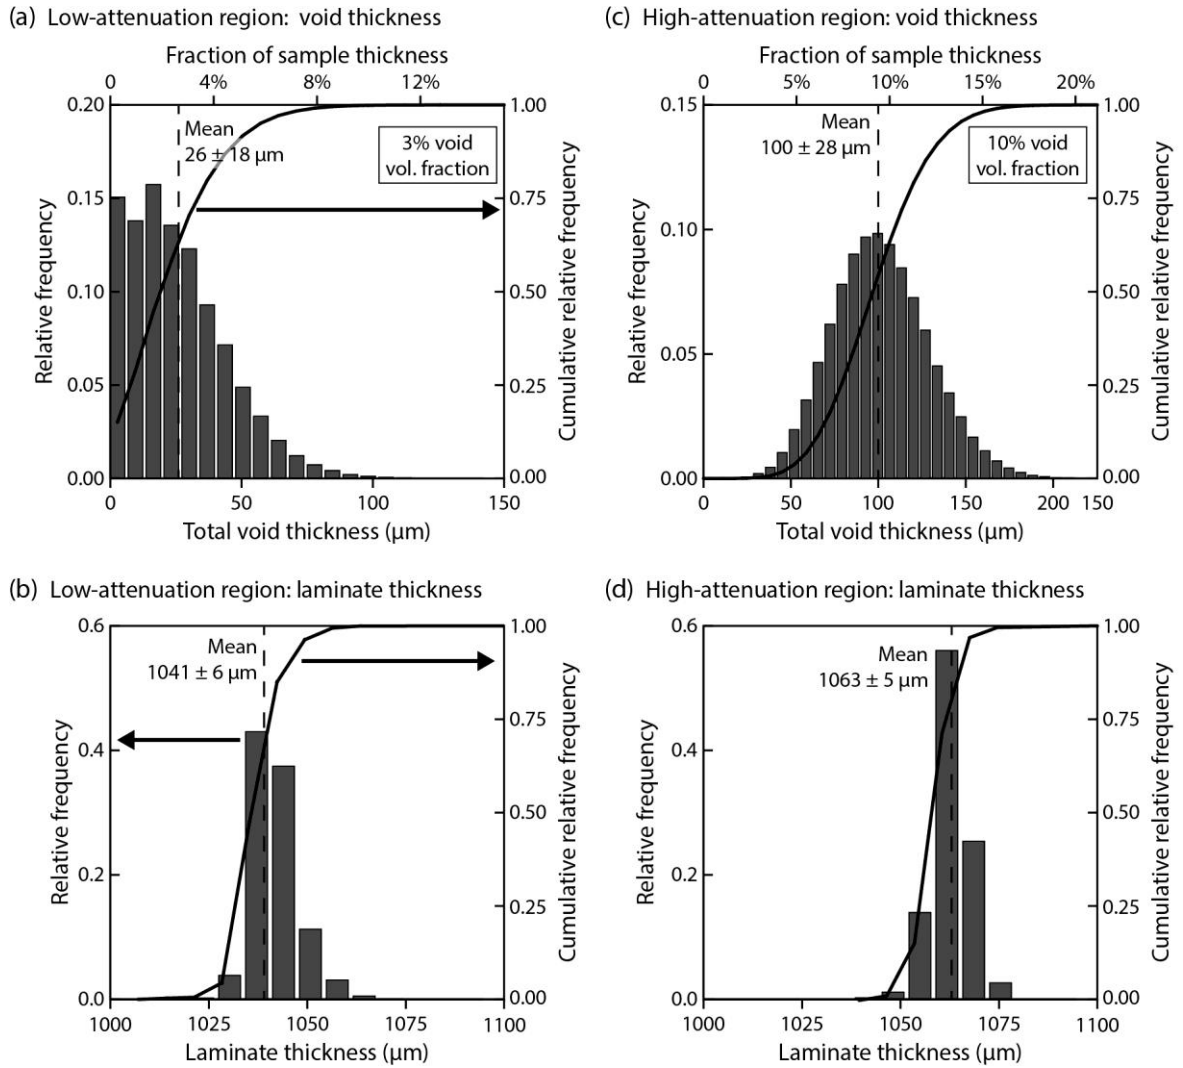 (a) Low-attenuation region: void thickness
Fraction of sample thickness
0 4% 8% 12%
0.20
0.15
0.10
0.05
0.00
Relative frequency
Mean
26 ± 18 μm
3% void
vol. fraction
1.00
0.75
0.50
0.25
0.00
Cumulative relative frequency
0 50 100 150
Total void thickness (μm)
(c) High-attenuation region: void thickness
Fraction of sample thickness
0 5% 10% 15% 20%
0.15
0.10
0.05
0.00
Relative frequency
Mean
100 ± 28 μm
10% void
vol. fraction
1.00
0.75
0.50
0.25
0.00
Cumulative relative frequency
0 50 100 150 200 150
Total void thickness (μm)
(b) Low-attenuation region: laminate thickness
0.6
0.4
0.2
0.0
Relative frequency
Mean
1041 ± 6 μm
1.00
0.75
0.50
0.25
0.00
Cumulative relative frequency
1000 1025 1050 1075 1100
Laminate thickness (μm)
(d) High-attenuation region: laminate thickness
0.6
0.4
0.2
0.0
Relative frequency
Mean
1063 ± 5 μm
1.00
0.75
0.50
0.25
0.00
Cumulative relative frequency
1000 1025 1050 1075 1100
Laminate thickness (μm)